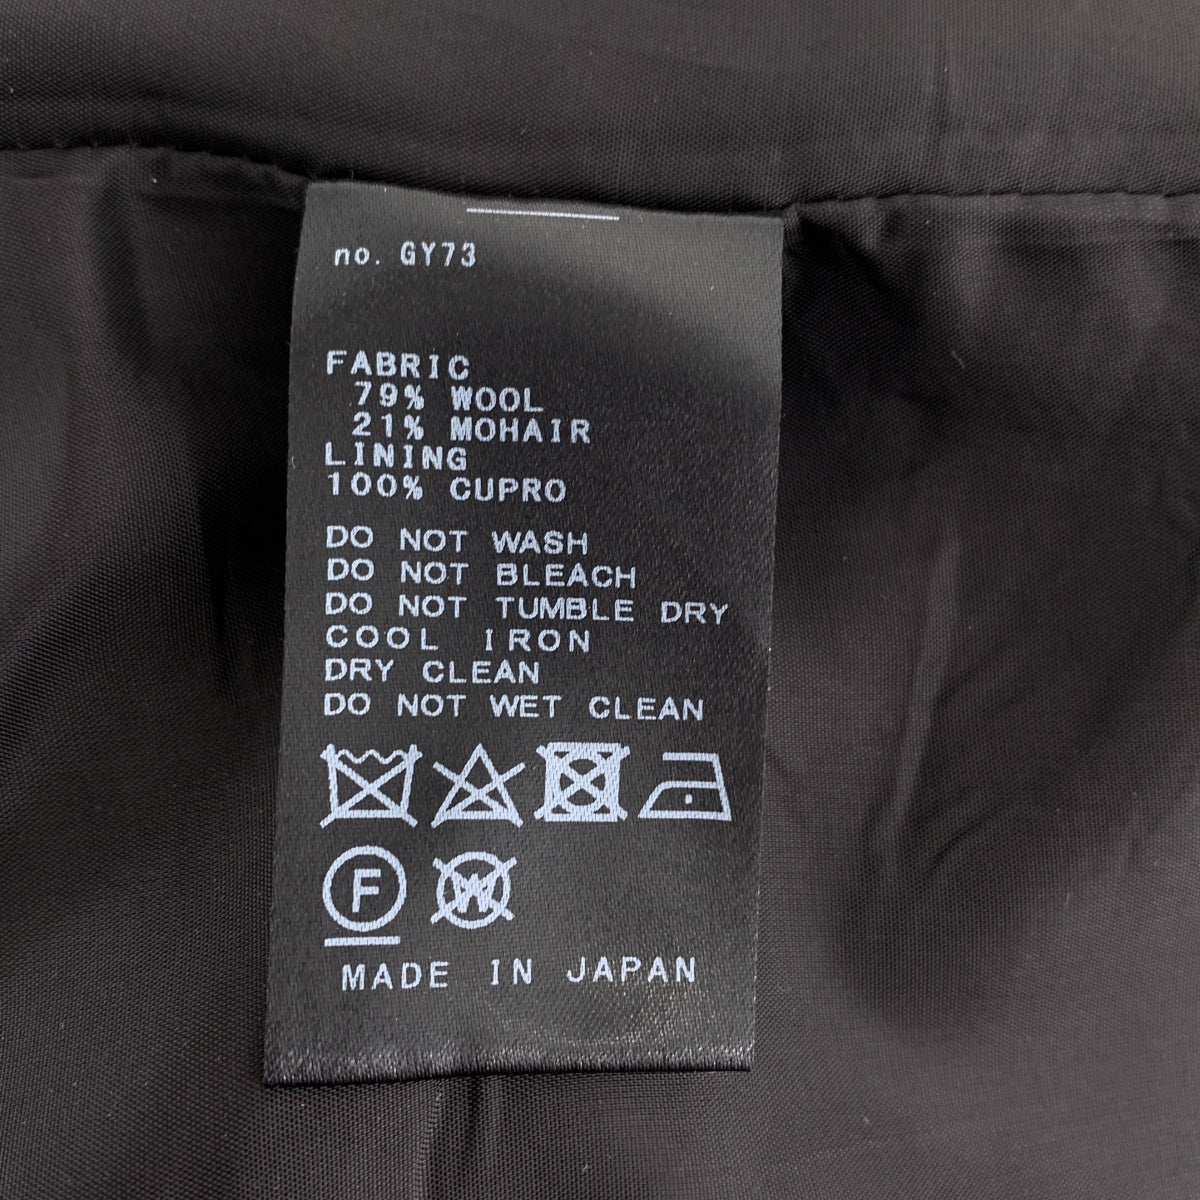 no. GY73
FABRIC
79% WOOL
21% MOHAIR
LINING
100% CUPRO
DO NOT WASH
DO NOT BLEACH
DO NOT TUMBLE DRY
COOL IRON
DRY CLEAN
DO NOT WET CLEAN
F W
MADE IN JAPAN